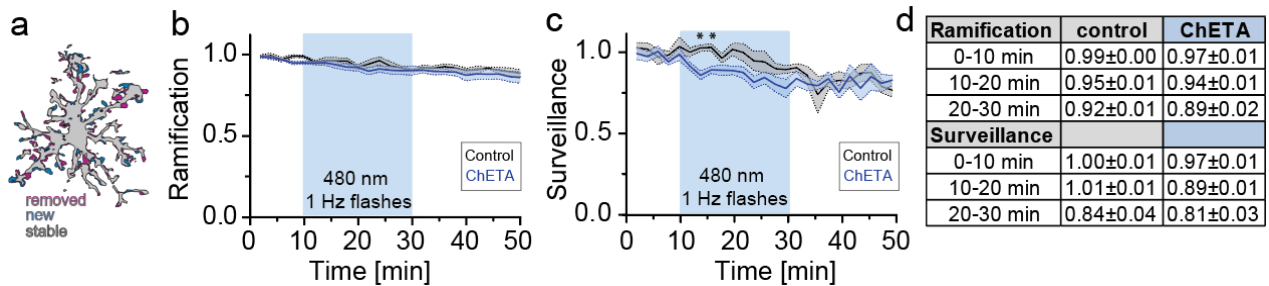 a
removed
new
stable
b
Ramification
1.0
0.5
0.0
480 nm
1 Hz flashes
Control
ChETA
0 10 20 30 40 50
Time [min]
c
Surveillance
1.0
0.5
0.0
* *
480 nm
1 Hz flashes
Control
ChETA
0 10 20 30 40 50
Time [min]
d
Ramification control ChETA
0-10 min 0.99±0.00 0.97±0.01
10-20 min 0.95±0.01 0.94±0.01
20-30 min 0.92±0.01 0.89±0.02
Surveillance
0-10 min 1.00±0.01 0.97±0.01
10-20 min 1.01±0.01 0.89±0.01
20-30 min 0.84±0.04 0.81±0.03